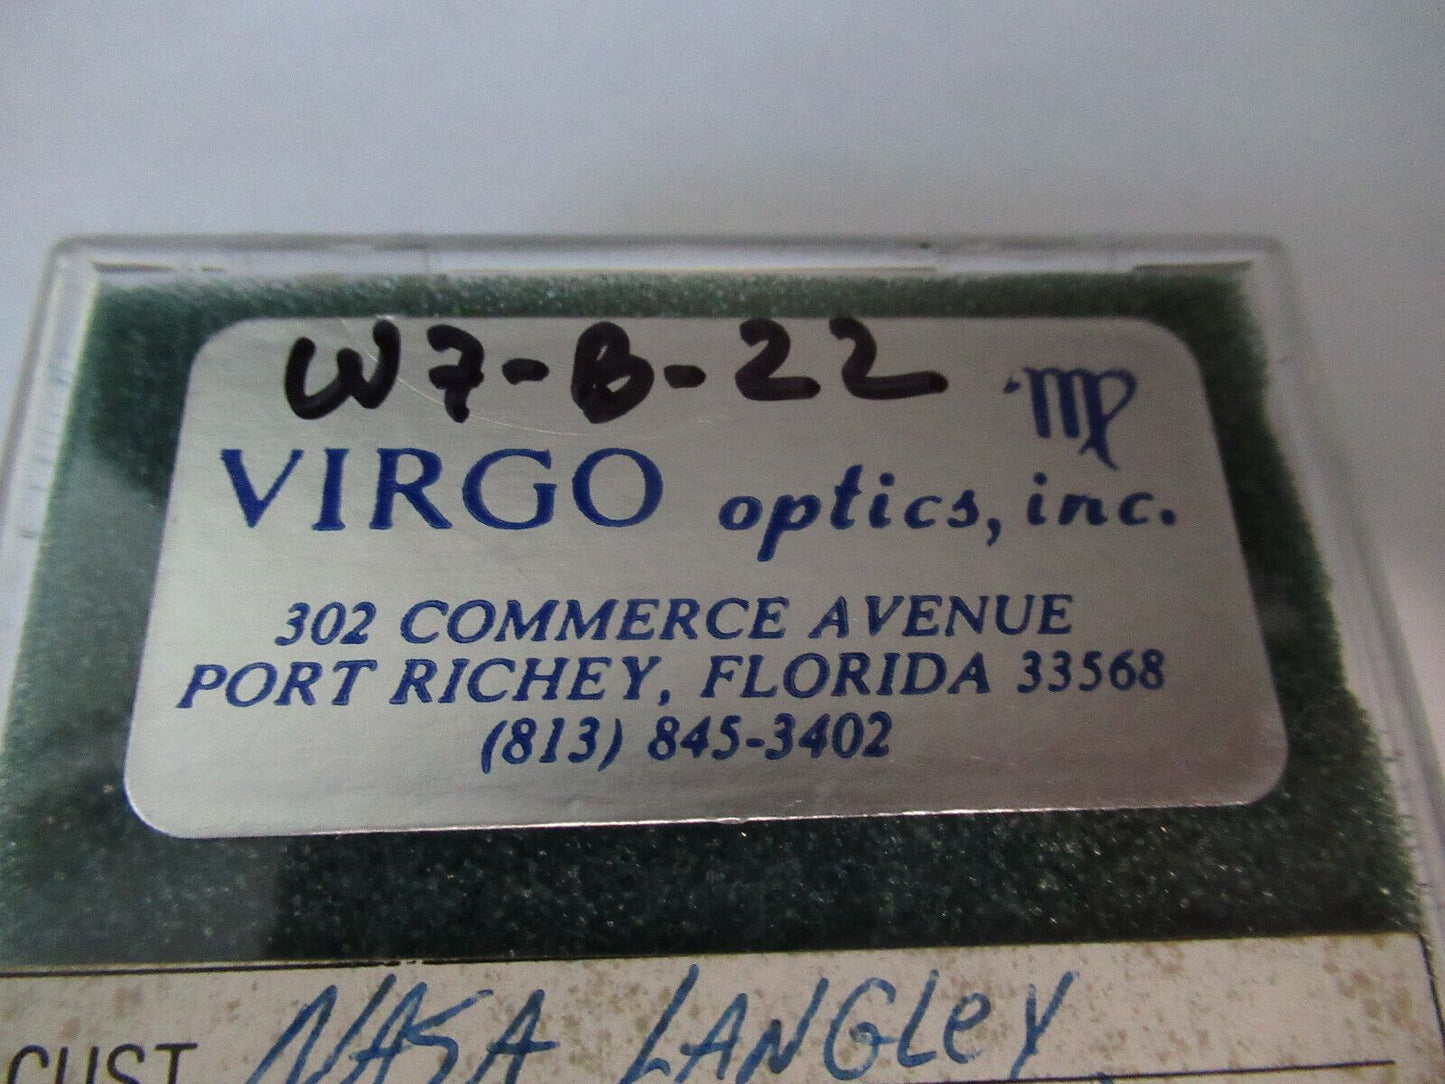 W7-B-22
VIRGO optics, inc.
302 COMMERCE AVENUE
PORT RICHEY, FLORIDA 33568
(813) 845-3402
CUST NASA LANGLEY